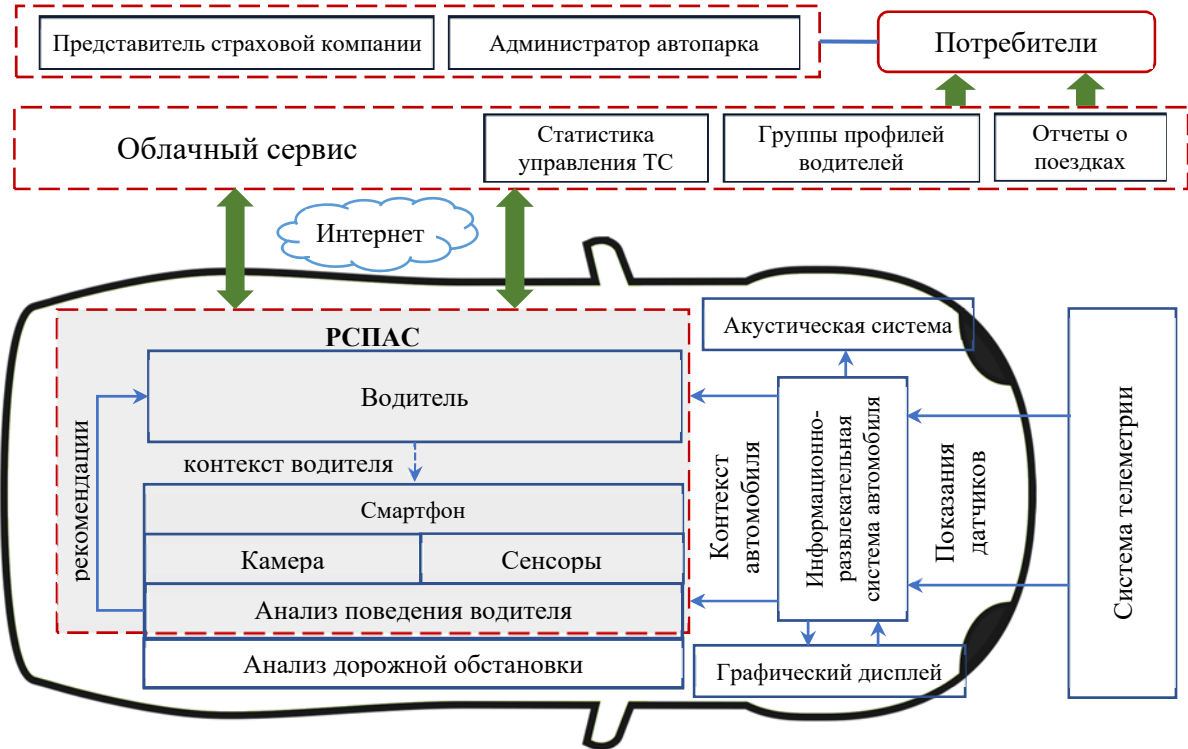 Представитель страховой компании
Администратор автопарка
Потребители
Облачный сервис
Статистика
управления ТС
Группы профилей
водителей
Отчеты о
поездках
Интернет
РСПАС
Водитель
контекст водителя
рекомендации
Смартфон
Камера
Сенсоры
Анализ поведения водителя
Анализ дорожной обстановки
Акустическая система
Контекст
автомобиля
Информационно-
развлекательная
система автомобиля
Показания
датчиков
Графический дисплей
Система телеметрии